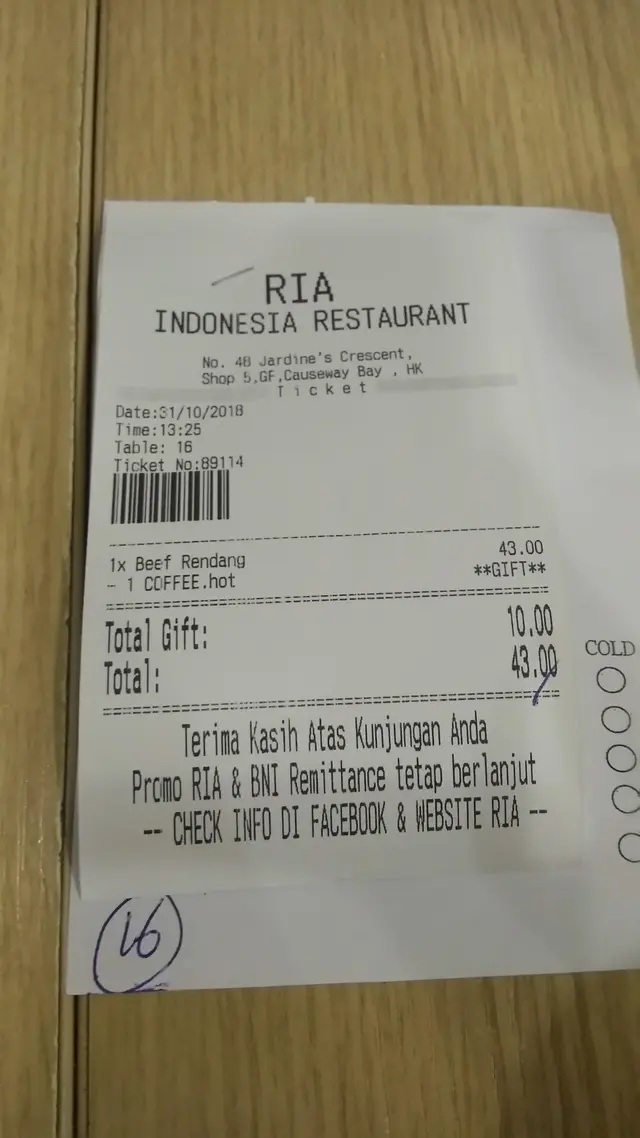 RIA
INDONESIA RESTAURANT
No. 48 Jardine's Crescent,
Shop 5,GF,Causeway Bay , HK
Ticket
Date:31/10/2018
Time:13:25
Table: 16
Ticket No:89114
1x Beef Rendang 43.00
- 1 COFFEE.hot **GIFT**
Total Gift: 10.00
Total: 43.00
Terima Kasih Atas Kunjungan Anda
Promo RIA & BNI Remittance tetap berlanjut
-- CHECK INFO DI FACEBOOK & WEBSITE RIA --
COLD
16